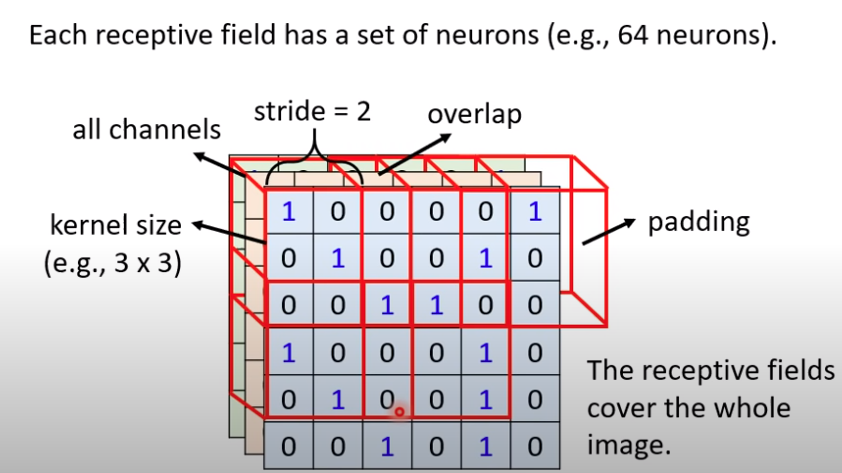 Each receptive field has a set of neurons (e.g., 64 neurons).
stride = 2
overlap
all channels
kernel size
(e.g., 3 x 3)
padding
1 0 0 0 0 1
0 1 0 0 1 0
0 0 1 1 0 0
1 0 0 0 1 0
0 1 0 0 1 0
0 0 1 0 1 0
The receptive fields
cover the whole
image.